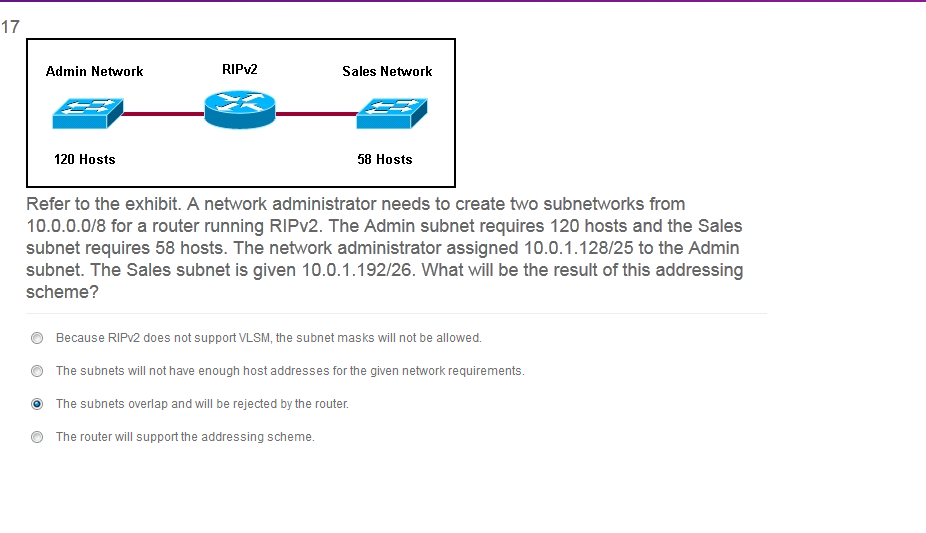 17
Admin Network RIPv2 Sales Network
120 Hosts 58 Hosts
Refer to the exhibit. A network administrator needs to create two subnetworks from
10.0.0.0/8 for a router running RIPv2. The Admin subnet requires 120 hosts and the Sales
subnet requires 58 hosts. The network administrator assigned 10.0.1.128/25 to the Admin
subnet. The Sales subnet is given 10.0.1.192/26. What will be the result of this addressing
scheme?
Because RIPv2 does not support VLSM, the subnet masks will not be allowed.
The subnets will not have enough host addresses for the given network requirements.
The subnets overlap and will be rejected by the router.
The router will support the addressing scheme.